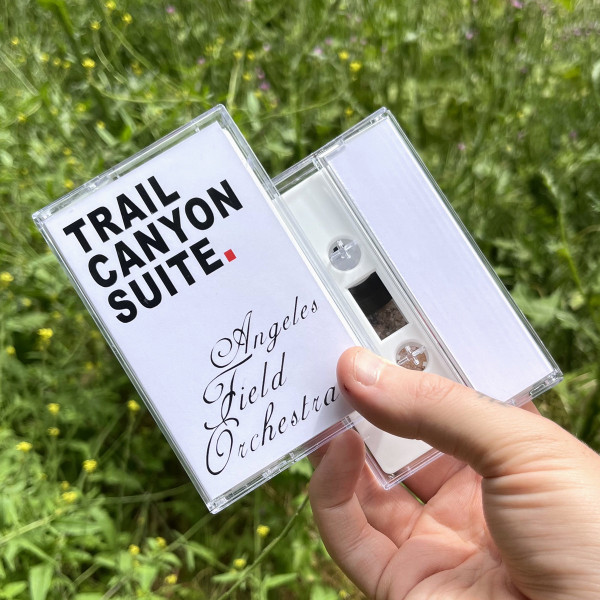 TRAIL
CANYON
SUITE.
Angeles
Field
Orchestra